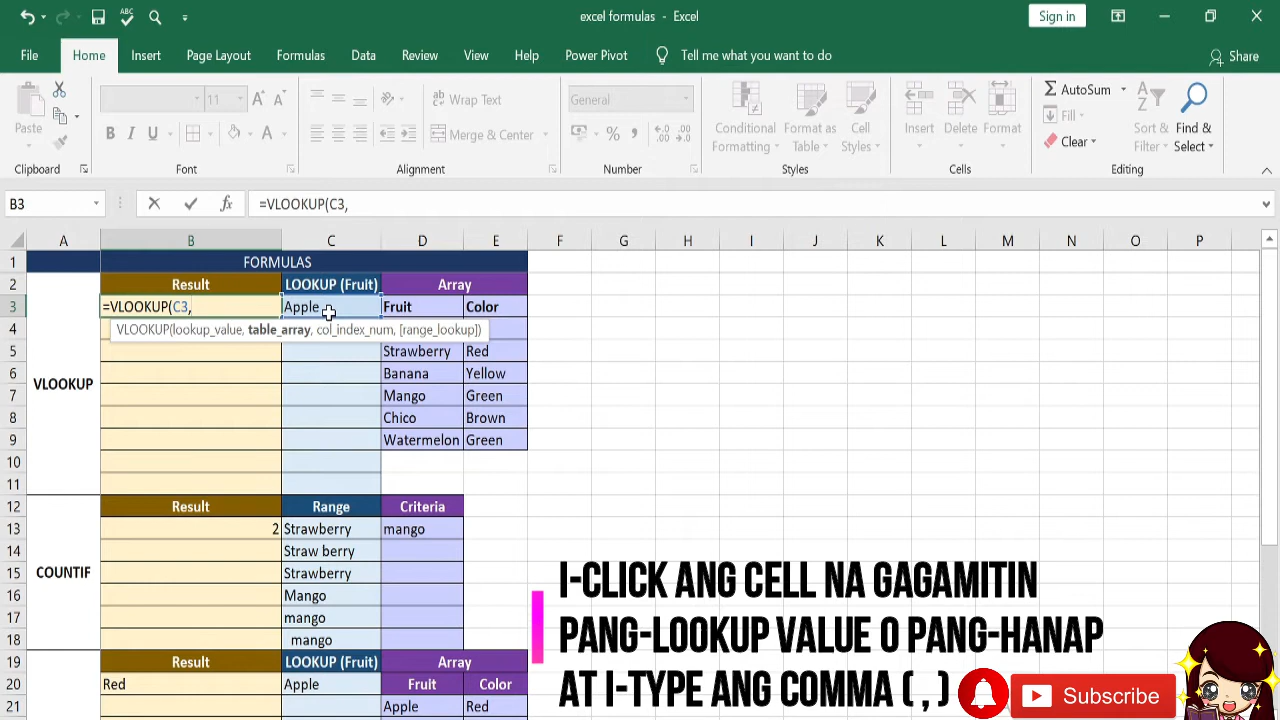 excel formulas - Excel
Sign in
File Home Insert Page Layout Formulas Data Review View Help Power Pivot Tell me what you want to do Share
Paste
Clipboard
B I U A A A
Font
ab Wrap Text
Merge & Center
Alignment
General
% ,
Number
Conditional Formatting
Format as Table
Cell Styles
Styles
Insert
Delete
Format
Cells
AutoSum
Fill
Clear
Sort & Filter
Find & Select
Editing
B3 fx =VLOOKUP(C3,
A B C D E F G H I J K L M N O P
1 FORMULAS
2 Result LOOKUP (Fruit) Array
3 =VLOOKUP(C3, Apple Fruit Color
4 VLOOKUP(lookup_value, table_array, col_index_num, [range_lookup])
5 Strawberry Red
6 Banana Yellow
VLOOKUP
7 Mango Green
8 Chico Brown
9 Watermelon Green
10
11
12 Result Range Criteria
13 2 Strawberry mango
14 Straw berry
COUNTIF
15 Strawberry
16 Mango
17 mango
18 mango
19 Result LOOKUP (Fruit) Array
20 Red Apple Fruit Color
21 Apple Red
I-CLICK ANG CELL NA GAGAMITIN
PANG-LOOKUP VALUE O PANG-HANAP
AT I-TYPE ANG COMMA ( , )
Subscribe